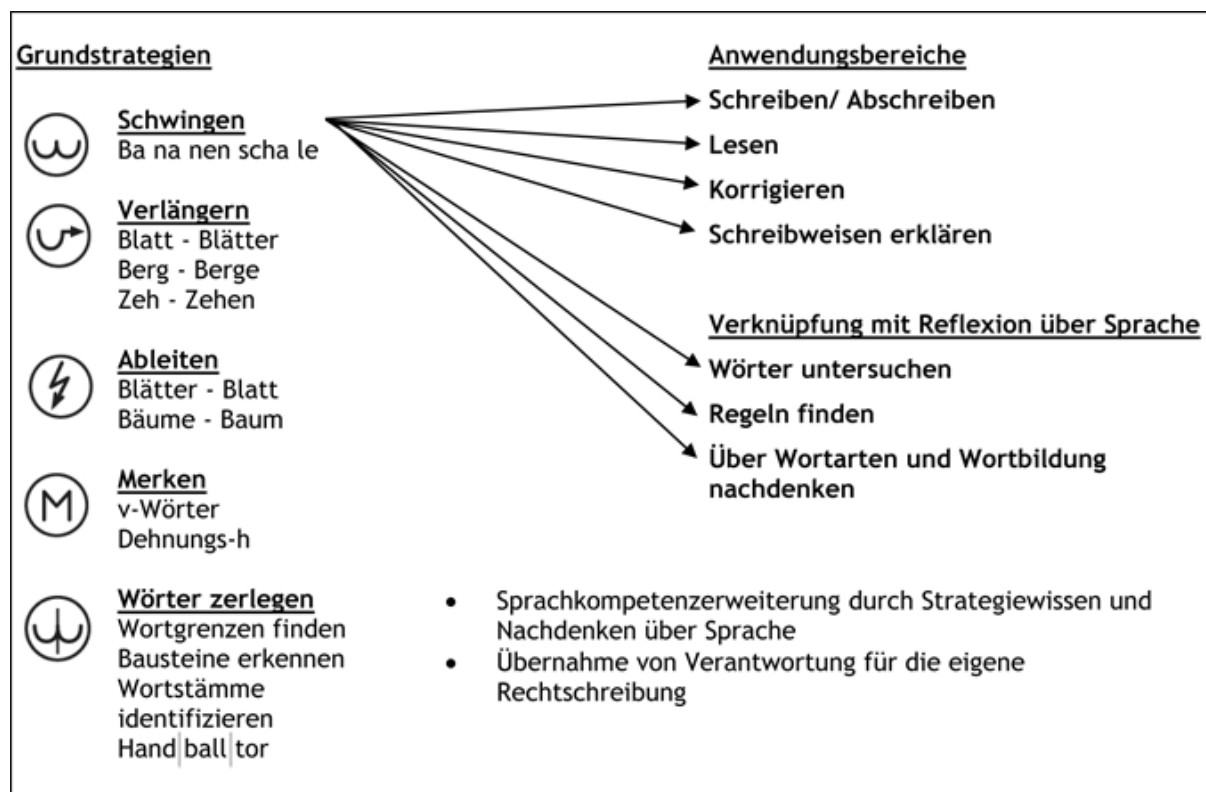 Grundstrategien
Schwingen
Ba na nen scha le
Verlängern
Blatt - Blätter
Berg - Berge
Zeh - Zehen
Ableiten
Blätter - Blatt
Bäume - Baum
M
Merken
v-Wörter
Dehnungs-h
Wörter zerlegen
Wortgrenzen finden
Bausteine erkennen
Wortstämme
identifizieren
Hand|ball|tor
Anwendungsbereiche
Schreiben/ Abschreiben
Lesen
Korrigieren
Schreibweisen erklären
Verknüpfung mit Reflexion über Sprache
Wörter untersuchen
Regeln finden
Über Wortarten und Wortbildung
nachdenken
• Sprachkompetenzerweiterung durch Strategiewissen und
Nachdenken über Sprache
• Übernahme von Verantwortung für die eigene
Rechtschreibung